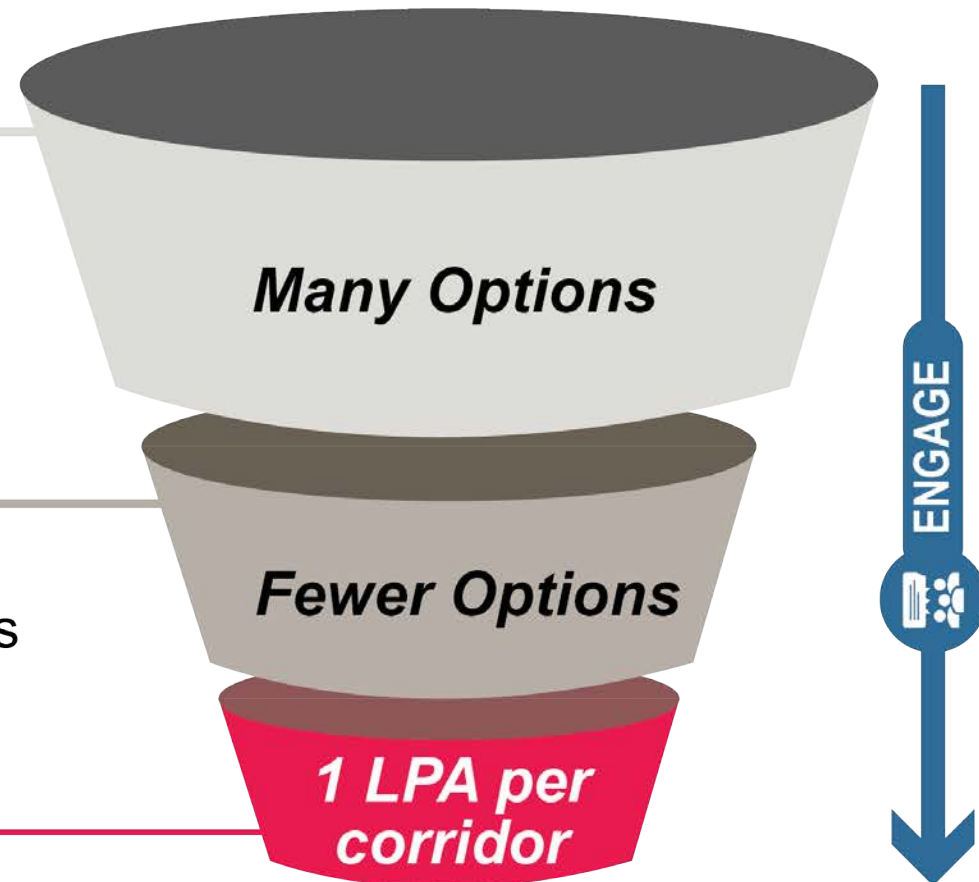 Many Options
ENGAGE
Fewer Options
s
1 LPA per
corridor